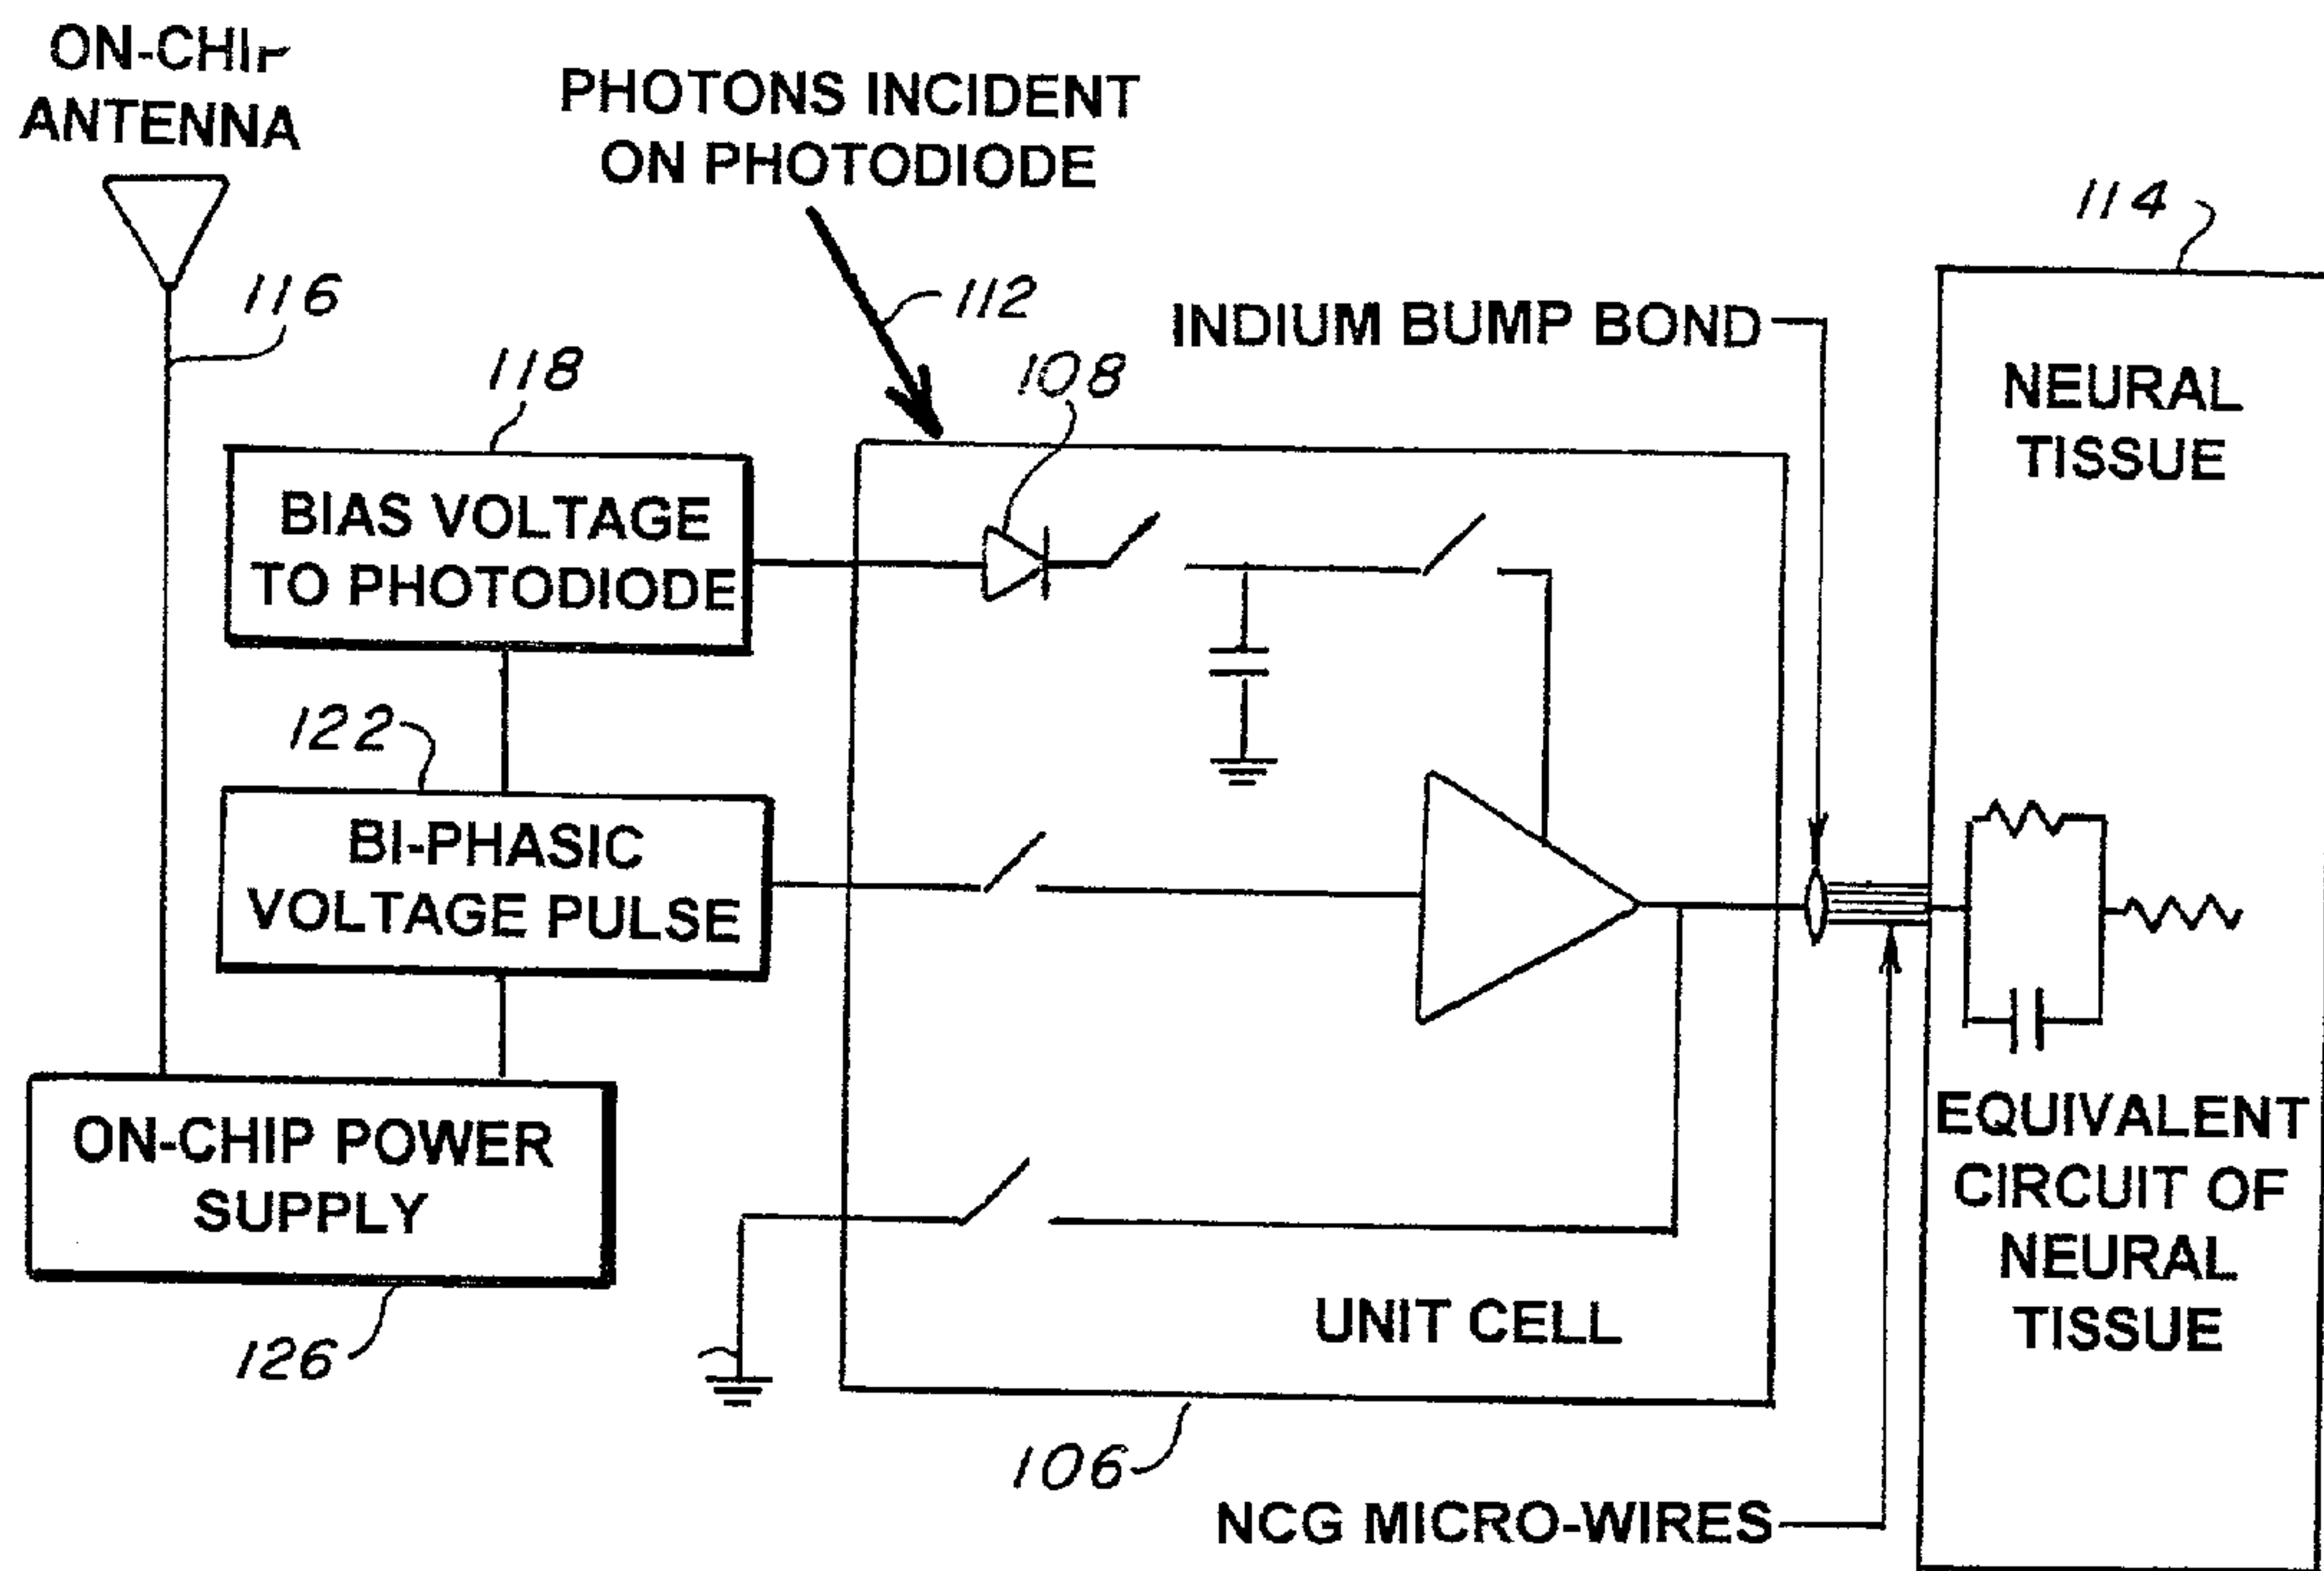 ON-CHIP
ANTENNA
PHOTONS INCIDENT
ON PHOTODIODE
114
116
112
INDIUM BUMP BOND
118
108
NEURAL
TISSUE
BIAS VOLTAGE
TO PHOTODIODE
122
BI-PHASIC
VOLTAGE PULSE
ON-CHIP POWER
SUPPLY
EQUIVALENT
CIRCUIT OF
NEURAL
TISSUE
UNIT CELL
126
106
NCG MICRO-WIRES